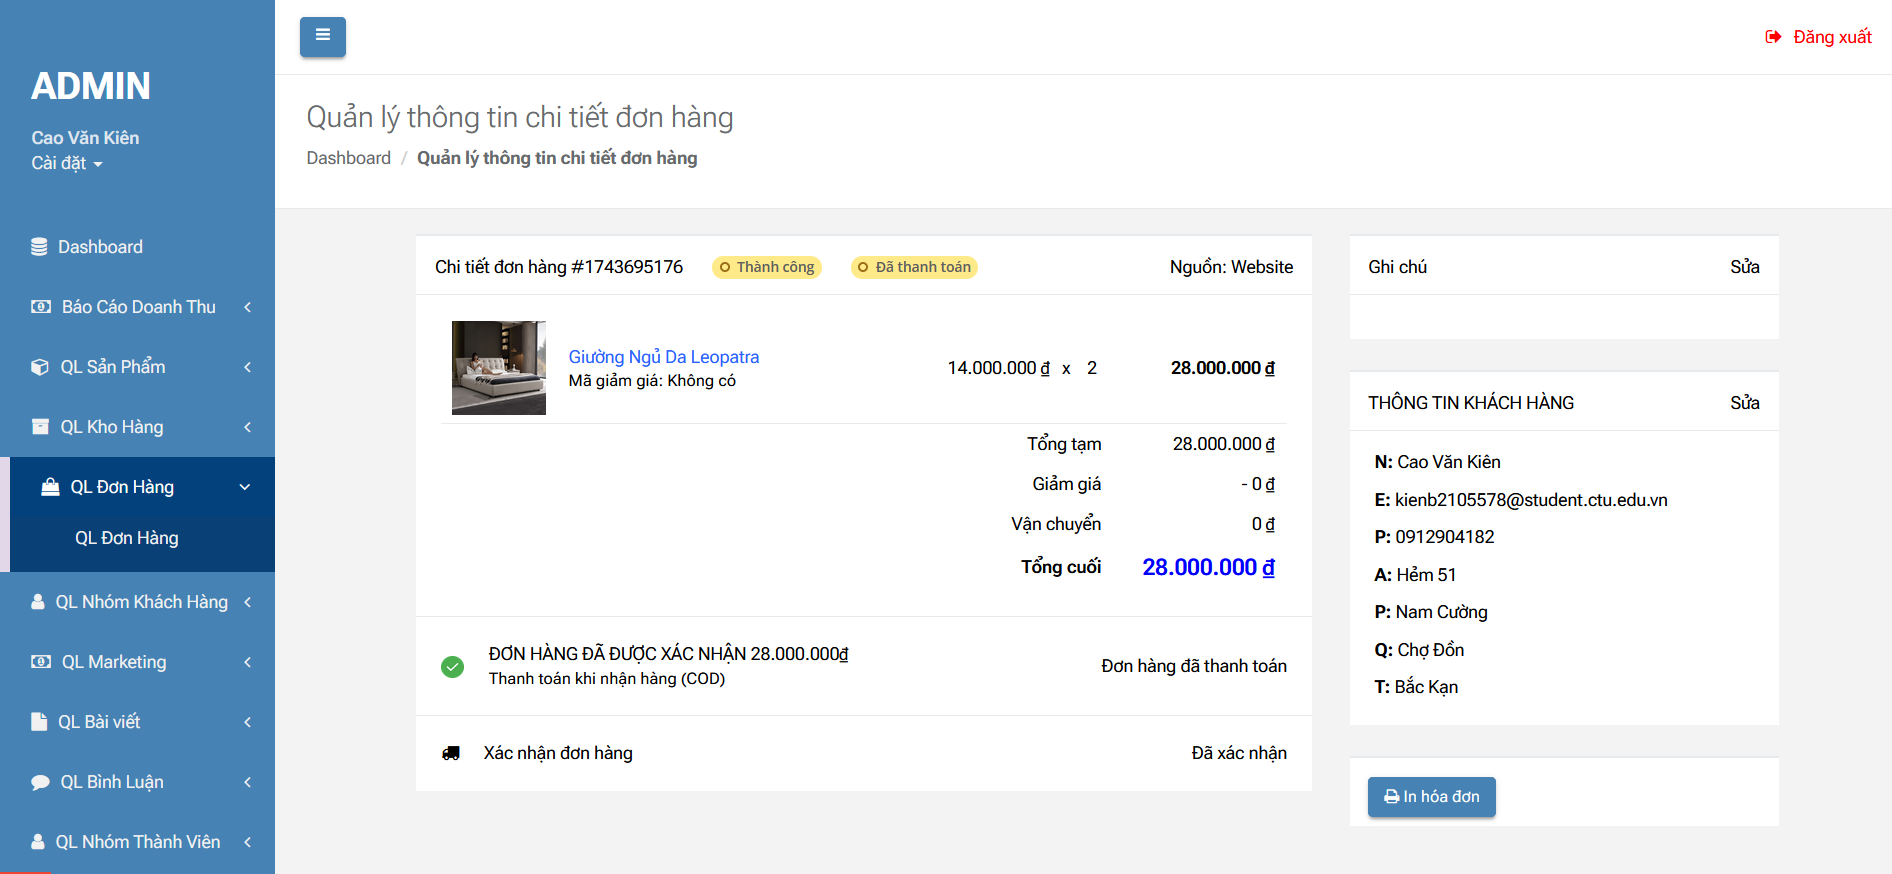 ADMIN
Cao Văn Kiên
Cài đặt
Dashboard
Báo Cáo Doanh Thu
QL Sản Phẩm
QL Kho Hàng
QL Đơn Hàng
QL Đơn Hàng
QL Nhóm Khách Hàng
QL Marketing
QL Bài viết
QL Bình Luận
QL Nhóm Thành Viên
Đăng xuất
Quản lý thông tin chi tiết đơn hàng
Dashboard / Quản lý thông tin chi tiết đơn hàng
Chi tiết đơn hàng #1743695176 Thành công Đã thanh toán Nguồn: Website
Giường Ngủ Da Leopatra
Mã giảm giá: Không có
14.000.000 ₫ x 2 28.000.000 ₫
Tổng tạm 28.000.000 ₫
Giảm giá - 0 ₫
Vận chuyển 0 ₫
Tổng cuối 28.000.000 ₫
ĐƠN HÀNG ĐÃ ĐƯỢC XÁC NHẬN 28.000.000₫
Thanh toán khi nhận hàng (COD)
Đơn hàng đã thanh toán
Xác nhận đơn hàng Đã xác nhận
Ghi chú Sửa
THÔNG TIN KHÁCH HÀNG Sửa
N: Cao Văn Kiên
E: kienb2105578@student.ctu.edu.vn
P: 0912904182
A: Hẻm 51
P: Nam Cường
Q: Chợ Đồn
T: Bắc Kạn
In hóa đơn